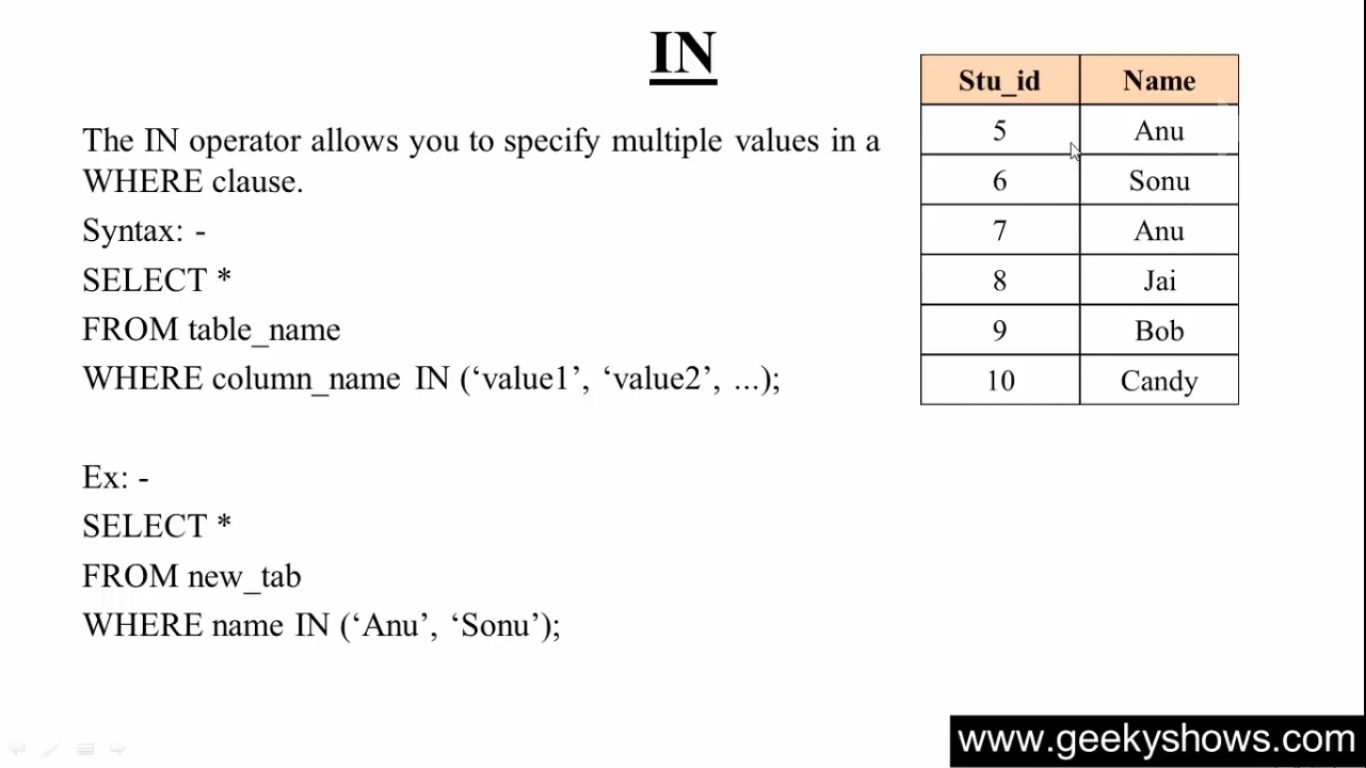 IN
The IN operator allows you to specify multiple values in a
WHERE clause.
Syntax: -
SELECT *
FROM table_name
WHERE column_name IN (‘value1’, ‘value2’, ...);
Ex: -
SELECT *
FROM new_tab
WHERE name IN (‘Anu’, ‘Sonu’);
Stu_id Name
5 Anu
6 Sonu
7 Anu
8 Jai
9 Bob
10 Candy
www.geekyshows.com